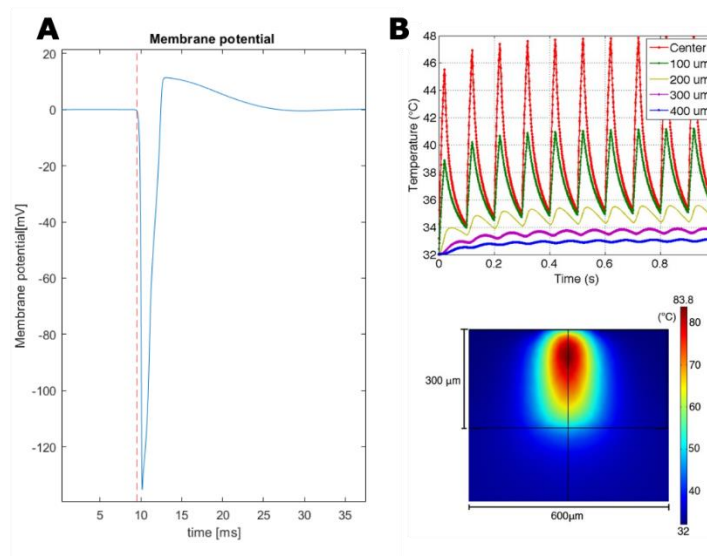 A
Membrane potential
20
0
-20
-40
-60
-80
-100
-120
Membrane potential[mV]
5 10 15 20 25 30 35
time [ms]
B
48
46
44
42
40
38
36
34
32
Temperature (°C)
Center
100 um
200 um
300 um
400 um
0 0.2 0.4 0.6 0.8
Time (s)
83.8
(°C)
80
70
60
50
40
32
300 μm
600μm